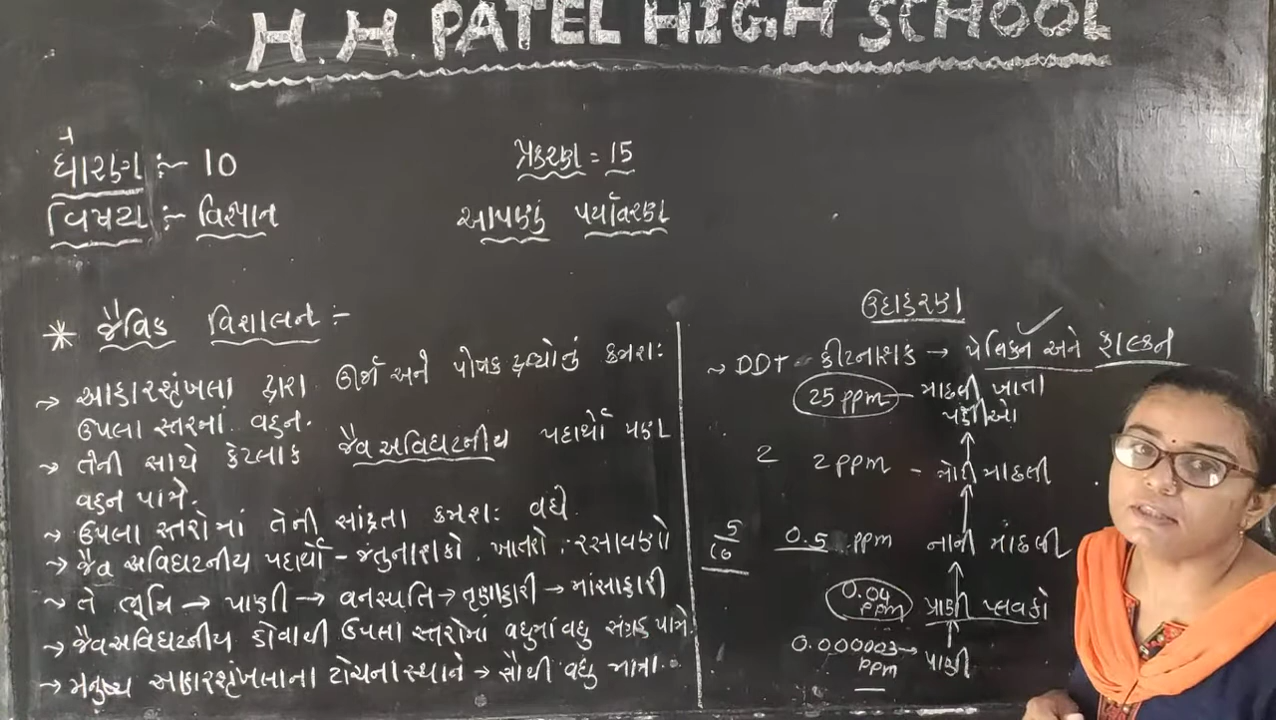 H. H. PATEL HIGH SCHOOL
ધોરણ :- 10
પ્રકરણ = 15
વિષય :- વિજ્ઞાન
આપણું પર્યાવરણ
* જૈવિક વિશાલન :-
→ આહારશૃંખલા દ્વારા ઊર્જા અને પોષક દ્રવ્યોનું ક્રમશઃ
ઉપલા સ્તરમાં વહન.
→ તેની સાથે કેટલાક જૈવ અવિઘટનીય પદાર્થો પણ
વહન પામે.
→ ઉપલા સ્તરોમાં તેની સાંદ્રતા ક્રમશઃ વધે
→ જૈવ અવિઘટનીય પદાર્થો - જંતુનાશકો, ખાતરો, રસાયણો
→ તે ભૂમિ → પાણી → વનસ્પતિ → તૃણાહારી → માંસાહારી
→ જૈવઅવિઘટનીય હોવાથી ઉપલા સ્તરોમાં વધુમાં વધુ સંગ્રહ પામે.
→ મનુષ્ય આહારશૃંખલાના ટોચના સ્થાને → સૌથી વધુ માત્રા.
ઉદાહરણ
→ DDT - કીટનાશક → પેલિકન અને ફાલ્કન
25 ppm - માછલી ખાતા
પક્ષીઓ
2 2 ppm - મોટી માછલી
5
10
0.5 ppm નાની માછલી
0.04 ppm પ્રાણી પ્લવકો
0.000003 → પાણી
ppm